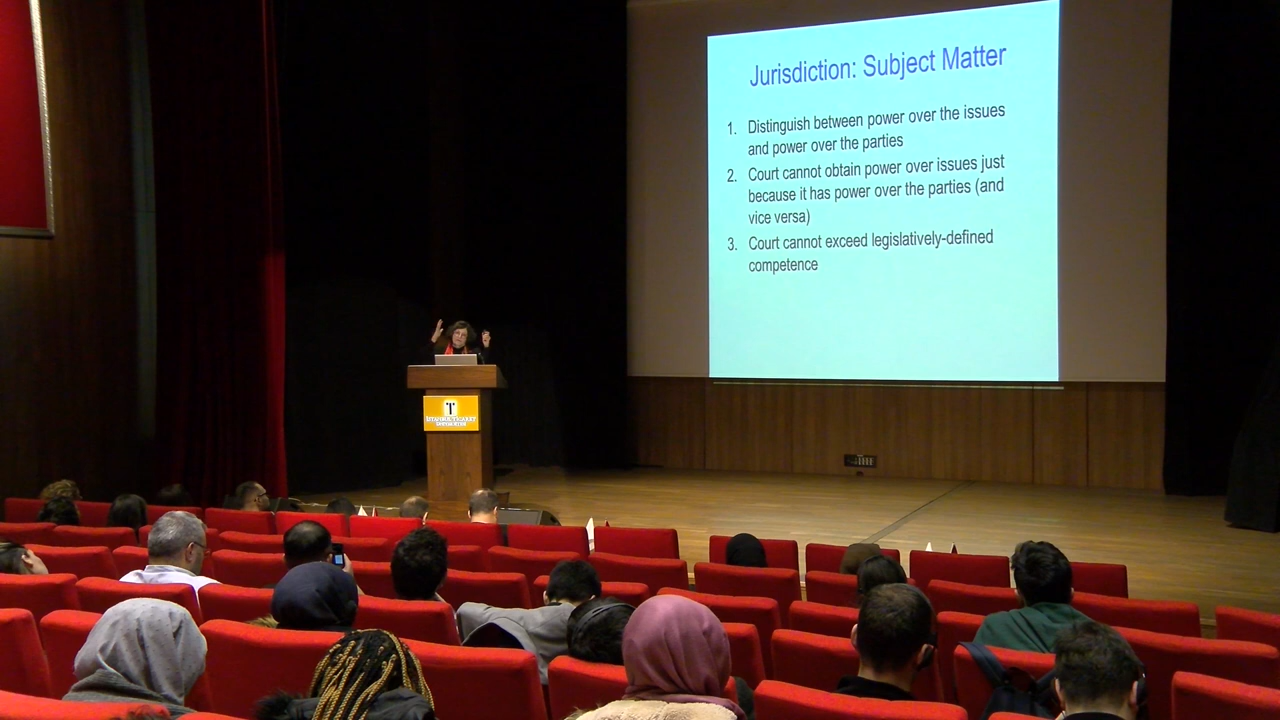 Jurisdiction: Subject Matter
1. Distinguish between power over the issues
and power over the parties
2. Court cannot obtain power over issues just
because it has power over the parties (and
vice versa)
3. Court cannot exceed legislatively-defined
competence